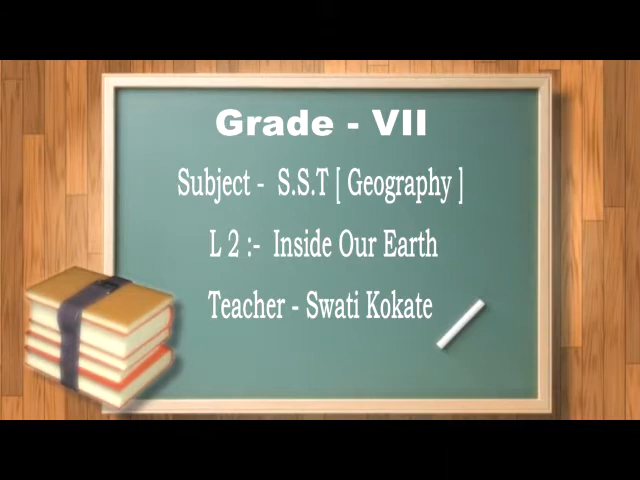 Grade - VII
Subject - S.S.T [ Geography ]
L 2 :- Inside Our Earth
Teacher - Swati Kokate